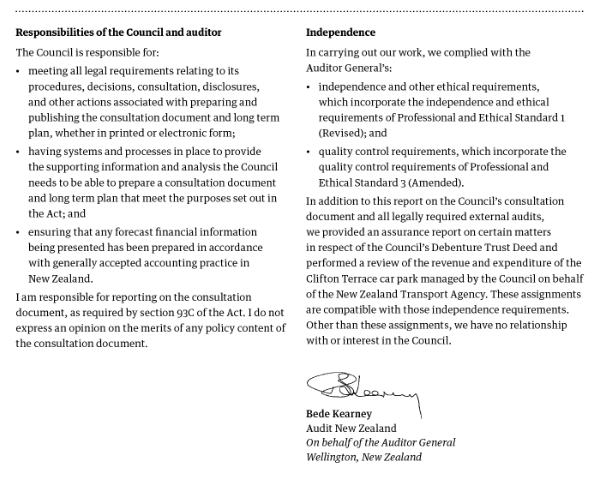 Responsibilities of the Council and auditor
The Council is responsible for:
• meeting all legal requirements relating to its
procedures, decisions, consultation, disclosures,
and other actions associated with preparing and
publishing the consultation document and long term
plan, whether in printed or electronic form;
• having systems and processes in place to provide
the supporting information and analysis the Council
needs to be able to prepare a consultation document
and long term plan that meet the purposes set out in
the Act; and
• ensuring that any forecast financial information
being presented has been prepared in accordance
with generally accepted accounting practice in
New Zealand.
I am responsible for reporting on the consultation
document, as required by section 93C of the Act. I do not
express an opinion on the merits of any policy content of
the consultation document.
Independence
In carrying out our work, we complied with the
Auditor General's:
• independence and other ethical requirements,
which incorporate the independence and ethical
requirements of Professional and Ethical Standard 1
(Revised); and
• quality control requirements, which incorporate the
quality control requirements of Professional and
Ethical Standard 3 (Amended).
In addition to this report on the Council's consultation
document and all legally required external audits,
we provided an assurance report on certain matters
in respect of the Council's Debenture Trust Deed and
performed a review of the revenue and expenditure of the
Clifton Terrace car park managed by the Council on behalf
of the New Zealand Transport Agency. These assignments
are compatible with those independence requirements.
Other than these assignments, we have no relationship
with or interest in the Council.
Bede Kearney
Audit New Zealand
On behalf of the Auditor General
Wellington, New Zealand